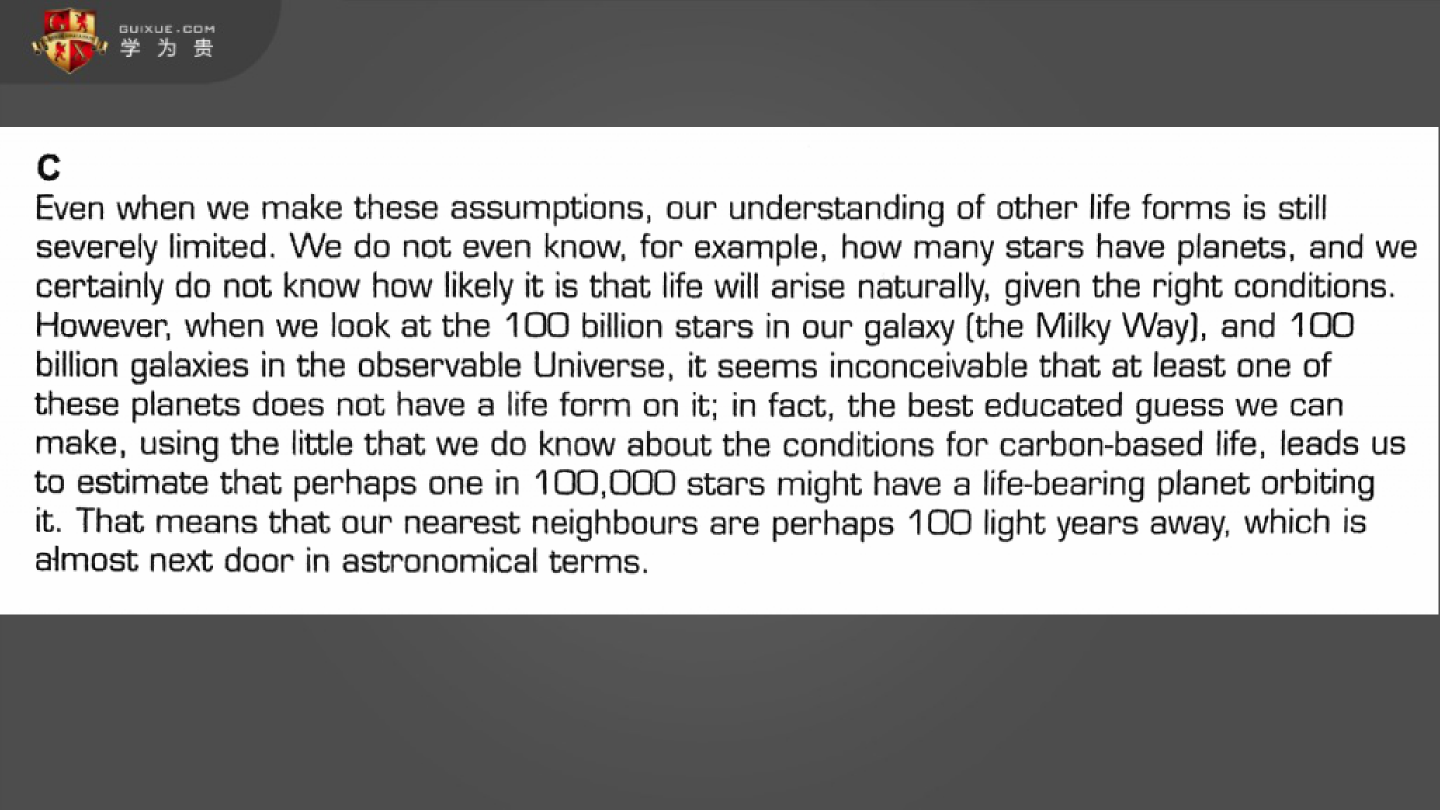 GUIXUE.COM
学为贵
C
Even when we make these assumptions, our understanding of other life forms is still
severely limited. We do not even know, for example, how many stars have planets, and we
certainly do not know how likely it is that life will arise naturally, given the right conditions.
However, when we look at the 100 billion stars in our galaxy (the Milky Way), and 100
billion galaxies in the observable Universe, it seems inconceivable that at least one of
these planets does not have a life form on it; in fact, the best educated guess we can
make, using the little that we do know about the conditions for carbon-based life, leads us
to estimate that perhaps one in 100,000 stars might have a life-bearing planet orbiting
it. That means that our nearest neighbours are perhaps 100 light years away, which is
almost next door in astronomical terms.